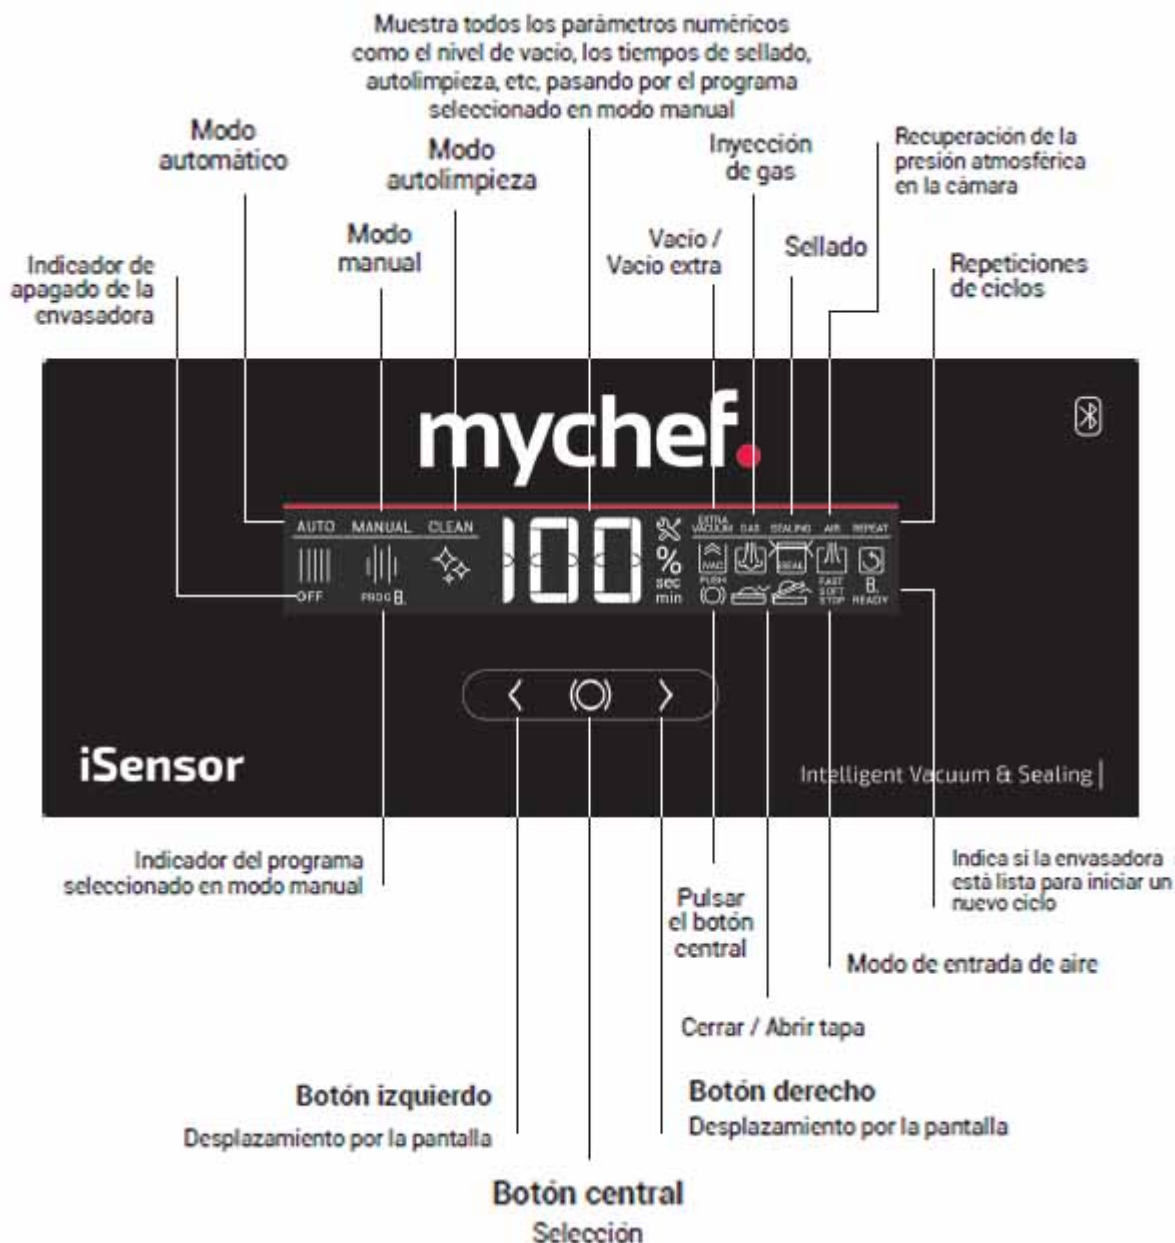 Muestra todos los parámetros numéricos
como el nivel de vacío, los tiempos de sellado,
autolimpieza, etc, pasando por el programa
seleccionado en modo manual
Modo
automático
Modo
autolimpieza
Inyección
de gas
Recuperación de la
presión atmosférica
en la cámara
Indicador de
apagado de la
envasadora
Modo
manual
Vacío /
Vacío extra
Sellado
Repeticiones
de ciclos
mychef.
AUTO MANUAL CLEAN
OFF
PROG 8.
100
%
sec
min
EXTRA
VACUUM GAS SEALING AIR REPEAT
VAC
SEAL
PUSH
FAST
SOFT
STOP
8.
READY
iSensor
Intelligent Vacuum & Sealing
Indicador del programa
seleccionado en modo manual
Pulsar
el botón
central
Indica si la envasadora
está lista para iniciar un
nuevo ciclo
Modo de entrada de aire
Cerrar / Abrir tapa
Botón izquierdo
Desplazamiento por la pantalla
Botón derecho
Desplazamiento por la pantalla
Botón central
Selección